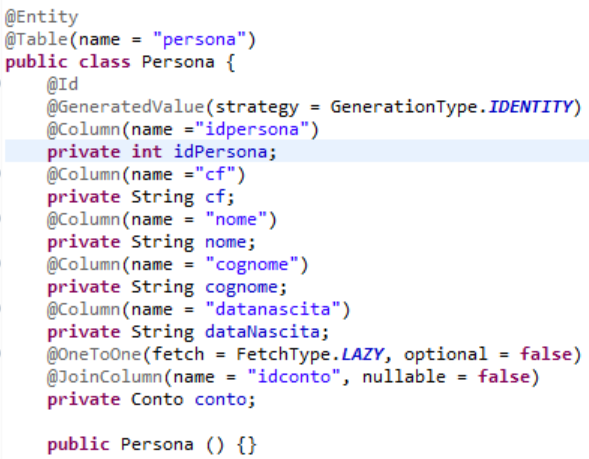 @Entity
@Table(name = "persona")
public class Persona {
@Id
@GeneratedValue(strategy = GenerationType.IDENTITY)
@Column(name ="idpersona")
private int idPersona;
@Column(name ="cf")
private String cf;
@Column(name = "nome")
private String nome;
@Column(name = "cognome")
private String cognome;
@Column(name = "datanascita")
private String dataNascita;
@OneToOne(fetch = FetchType.LAZY, optional = false)
@JoinColumn(name = "idconto", nullable = false)
private Conto conto;
public Persona () {}